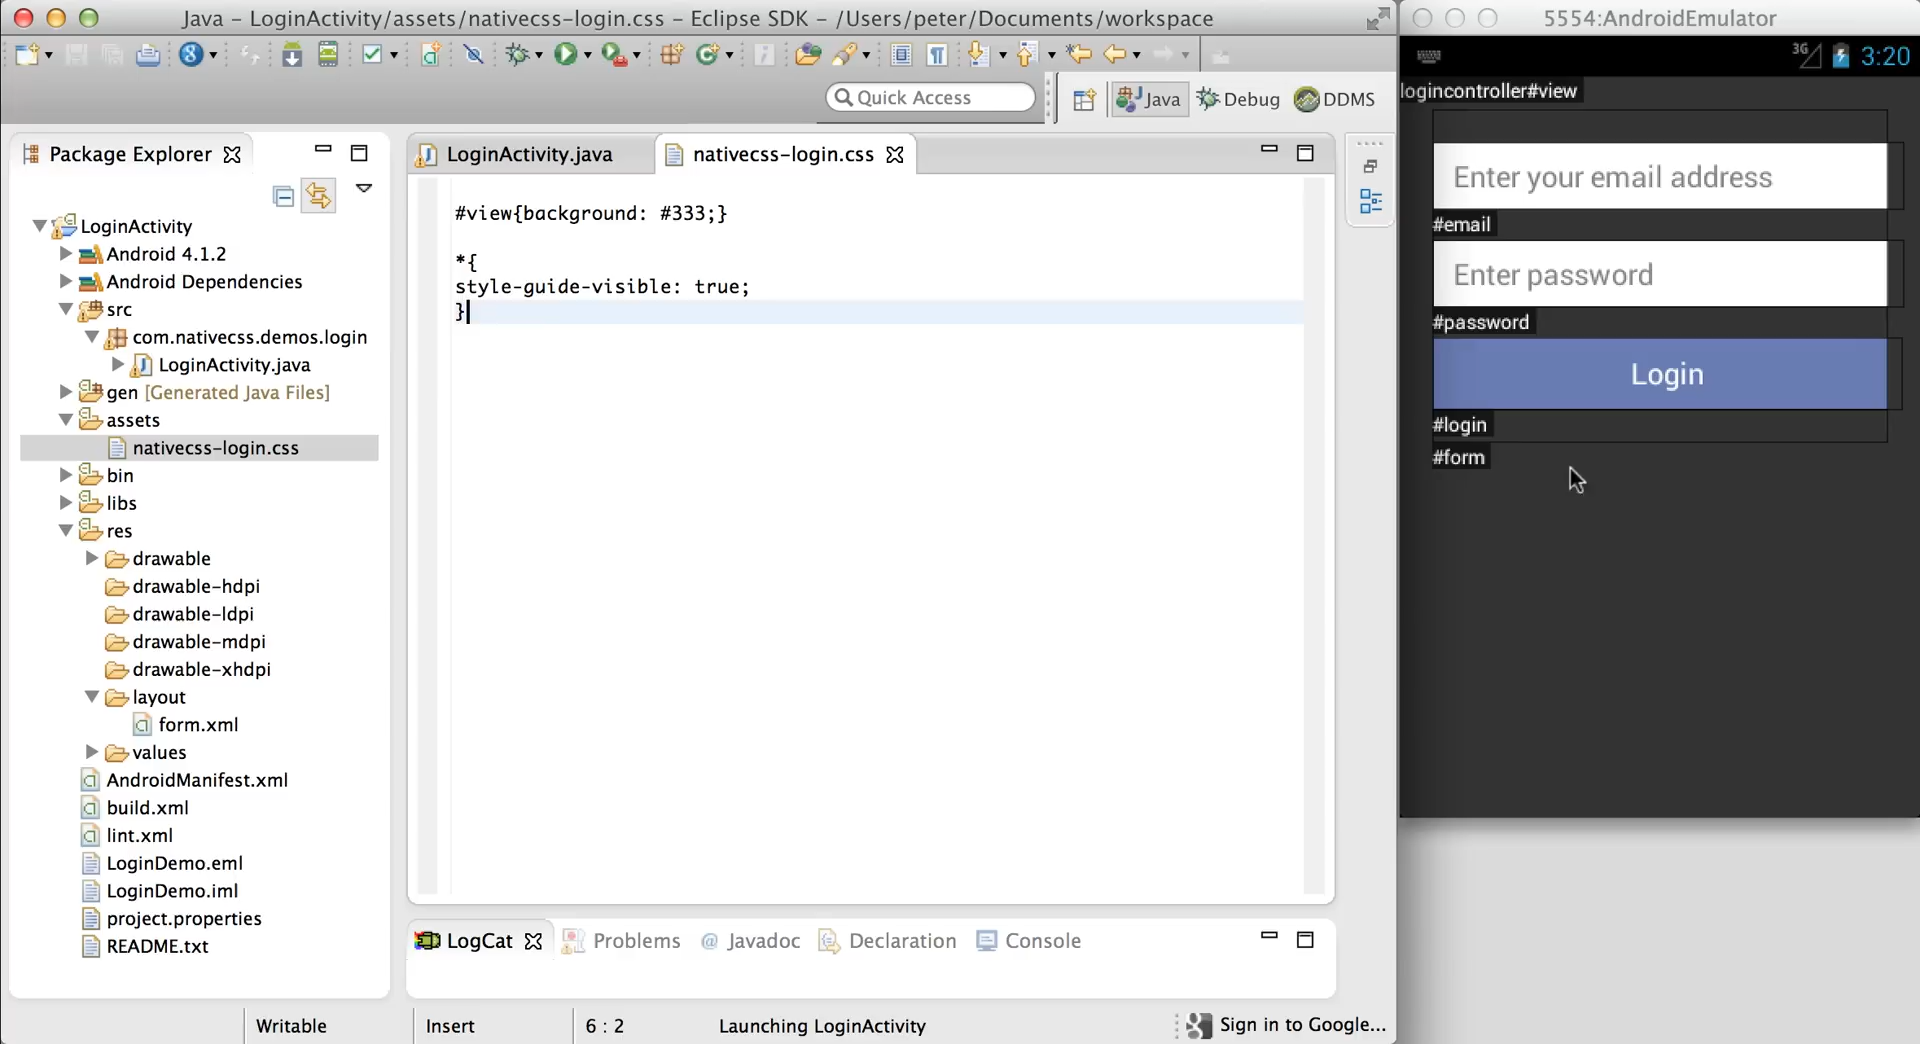 Java – LoginActivity/assets/nativecss-login.css – Eclipse SDK – /Users/peter/Documents/workspace
Quick Access
Java
Debug
DDMS
Package Explorer
LoginActivity
Android 4.1.2
Android Dependencies
src
com.nativecss.demos.login
LoginActivity.java
gen [Generated Java Files]
assets
nativecss-login.css
bin
libs
res
drawable
drawable-hdpi
drawable-ldpi
drawable-mdpi
drawable-xhdpi
layout
form.xml
values
AndroidManifest.xml
build.xml
lint.xml
LoginDemo.eml
LoginDemo.iml
project.properties
README.txt
LoginActivity.java
nativecss-login.css
#view{background: #333;}
*{
style-guide-visible: true;
}
LogCat
Problems
@ Javadoc
Declaration
Console
Writable
Insert
6 : 2
Launching LoginActivity
Sign in to Google...
5554:AndroidEmulator
3G
3:20
logincontroller#view
Enter your email address
#email
Enter password
#password
Login
#login
#form